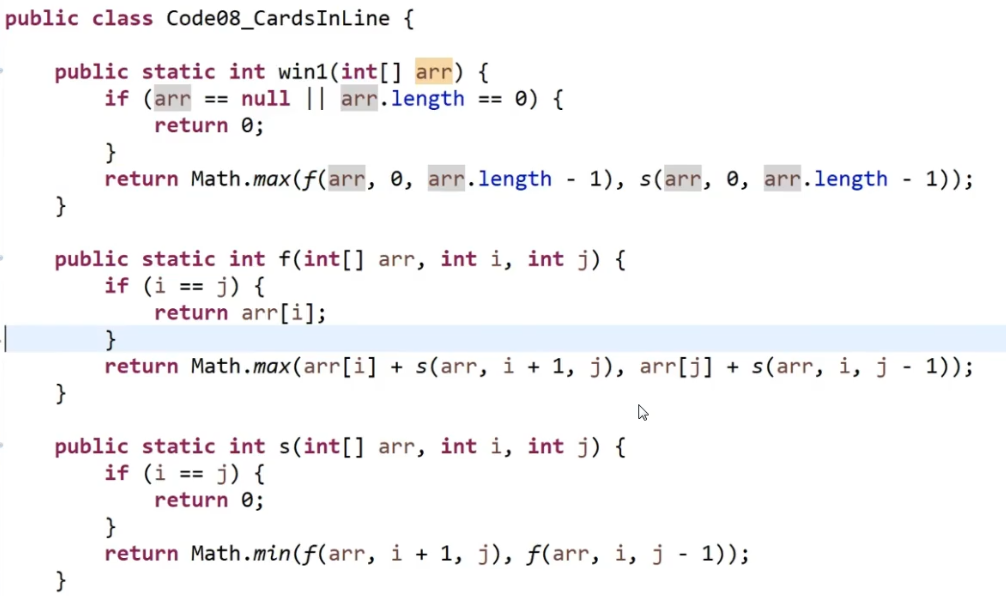 public class Code08_CardsInLine {
public static int win1(int[] arr) {
if (arr == null || arr.length == 0) {
return 0;
}
return Math.max(f(arr, 0, arr.length - 1), s(arr, 0, arr.length - 1));
}
public static int f(int[] arr, int i, int j) {
if (i == j) {
return arr[i];
}
return Math.max(arr[i] + s(arr, i + 1, j), arr[j] + s(arr, i, j - 1));
}
public static int s(int[] arr, int i, int j) {
if (i == j) {
return 0;
}
return Math.min(f(arr, i + 1, j), f(arr, i, j - 1));
}